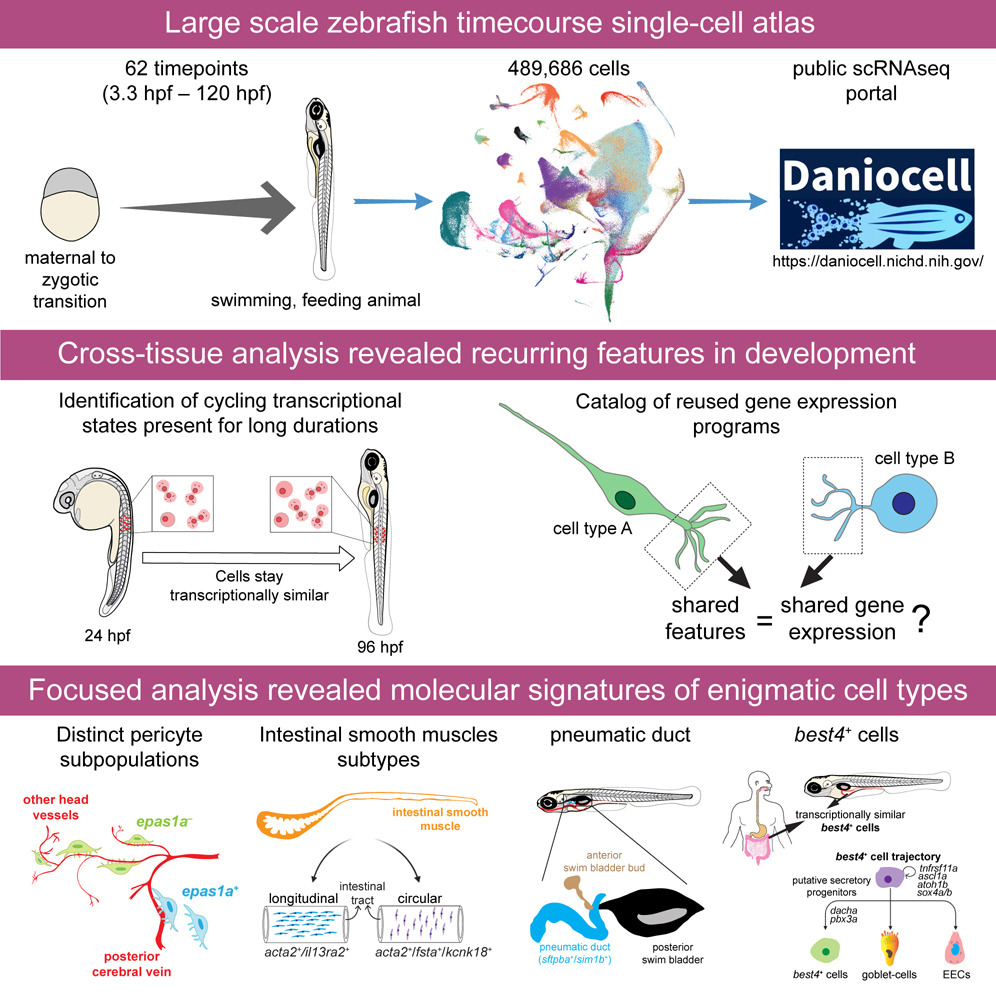 Large scale zebrafish timecourse single-cell atlas
62 timepoints
(3.3 hpf – 120 hpf)
489,686 cells
public scRNAseq
portal
Daniocell
maternal to
zygotic
transition
swimming, feeding animal
https://daniocell.nichd.nih.gov/
Cross-tissue analysis revealed recurring features in development
Identification of cycling transcriptional
states present for long durations
Cells stay
transcriptionally similar
24 hpf
96 hpf
Catalog of reused gene expression
programs
cell type A
cell type B
shared
features
=
shared gene
expression
?
Focused analysis revealed molecular signatures of enigmatic cell types
Distinct pericyte
subpopulations
other head
vessels
epas1a⁻
epas1a⁺
posterior
cerebral vein
Intestinal smooth muscles
subtypes
intestinal smooth
muscle
longitudinal
intestinal
tract
circular
acta2⁺/il13ra2⁺
acta2⁺/fsta⁺/kcnk18⁺
pneumatic duct
anterior
swim bladder bud
pneumatic duct
(sftpba⁺/sim1b⁺)
posterior
swim bladder
best4⁺ cells
transcriptionally similar
best4⁺ cells
best4⁺ cell trajectory
putative secretory
progenitors
tnfrsf11a
ascl1a
atoh1b
sox4a/b
dacha
pbx3a
best4⁺ cells
goblet-cells
EECs